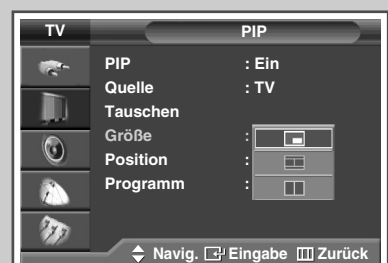 TV PIP
PIP : Ein
Quelle : TV
Tauschen
Größe :
Position :
Programm :
Navig. Eingabe Zurück